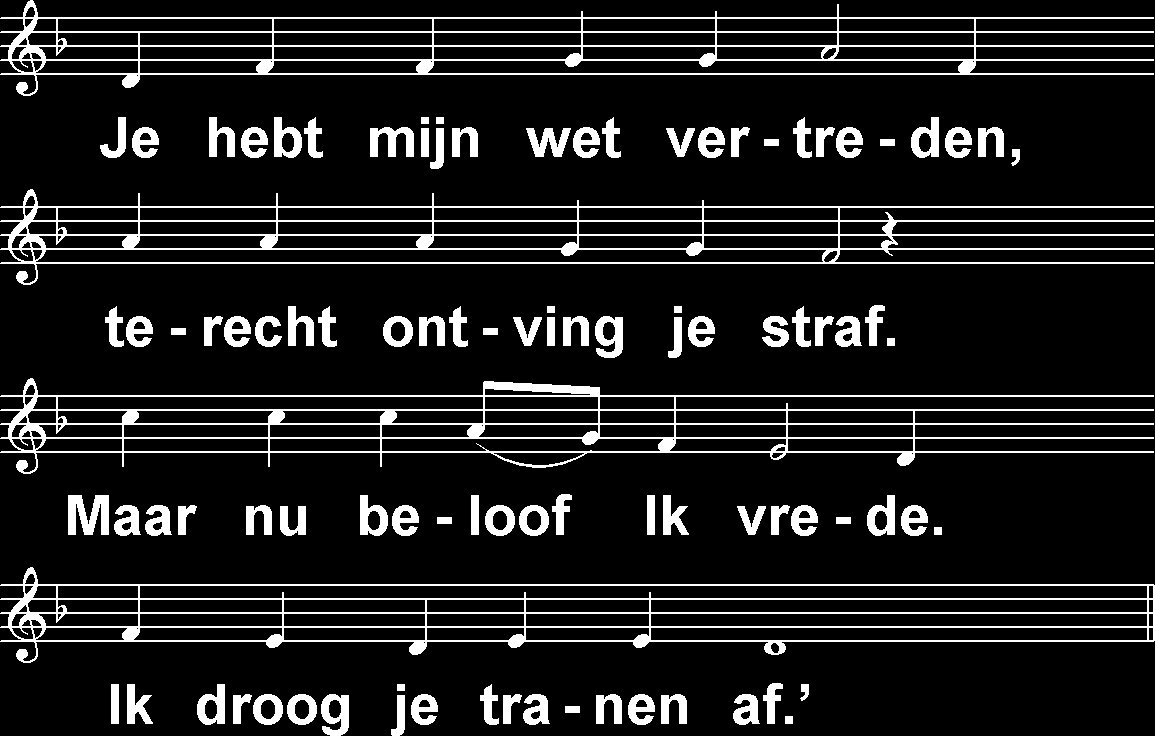 Je hebt mijn wet ver - tre - den,
te - recht ont - ving je straf.
Maar nu be - loof Ik vre - de.
Ik droog je tra - nen af.’